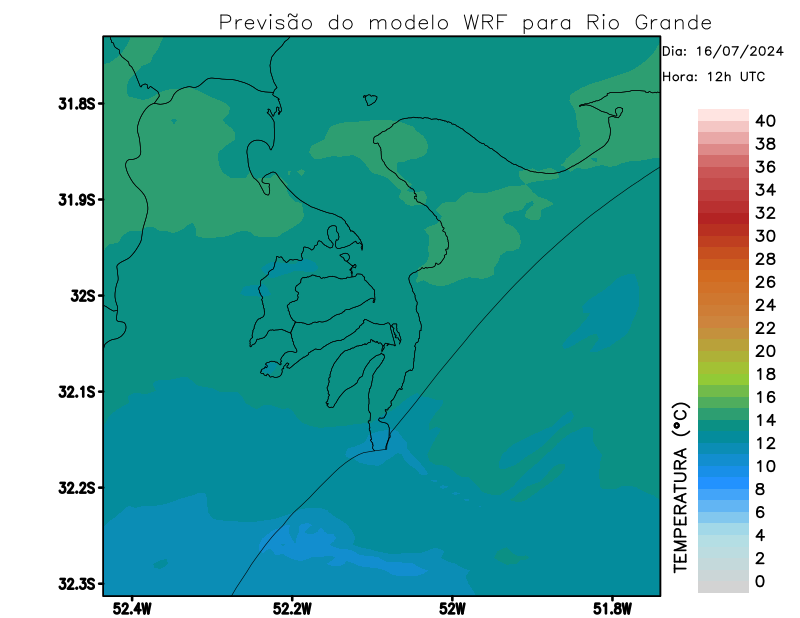 Previsão do modelo WRF para Rio Grande
Dia: 16/07/2024
Hora: 12h UTC
31.8S
31.9S
32S
32.1S
32.2S
32.3S
52.4W
52.2W
52W
51.8W
TEMPERATURA (°C)
40
38
36
34
32
30
28
26
24
22
20
18
16
14
12
10
8
6
4
2
0